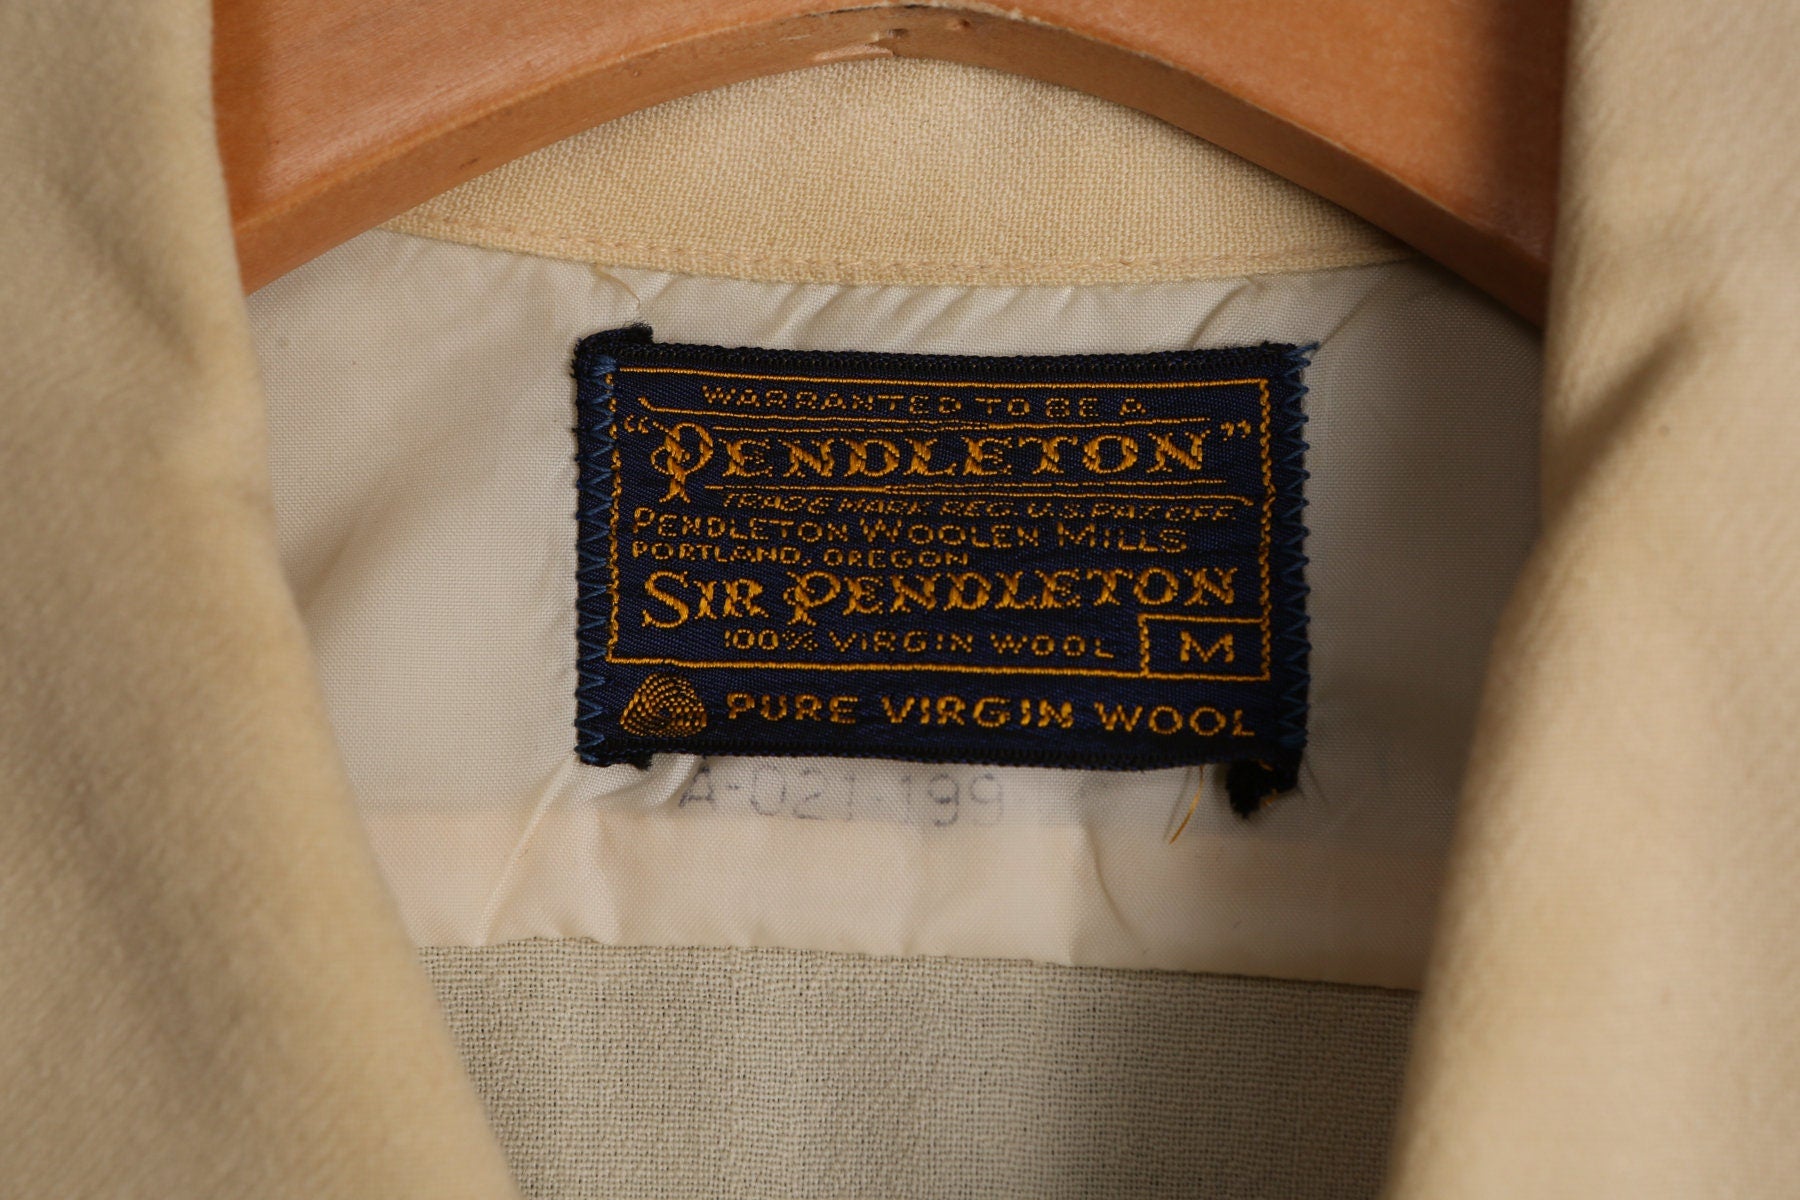 WARRANTED TO BE A
"PENDLETON"
TRADE MARK REG. U.S. PAT. OFF.
PENDLETON WOOLEN MILLS
PORTLAND, OREGON
SIR PENDLETON
100% VIRGIN WOOL
M
PURE VIRGIN WOOL
A-021-199